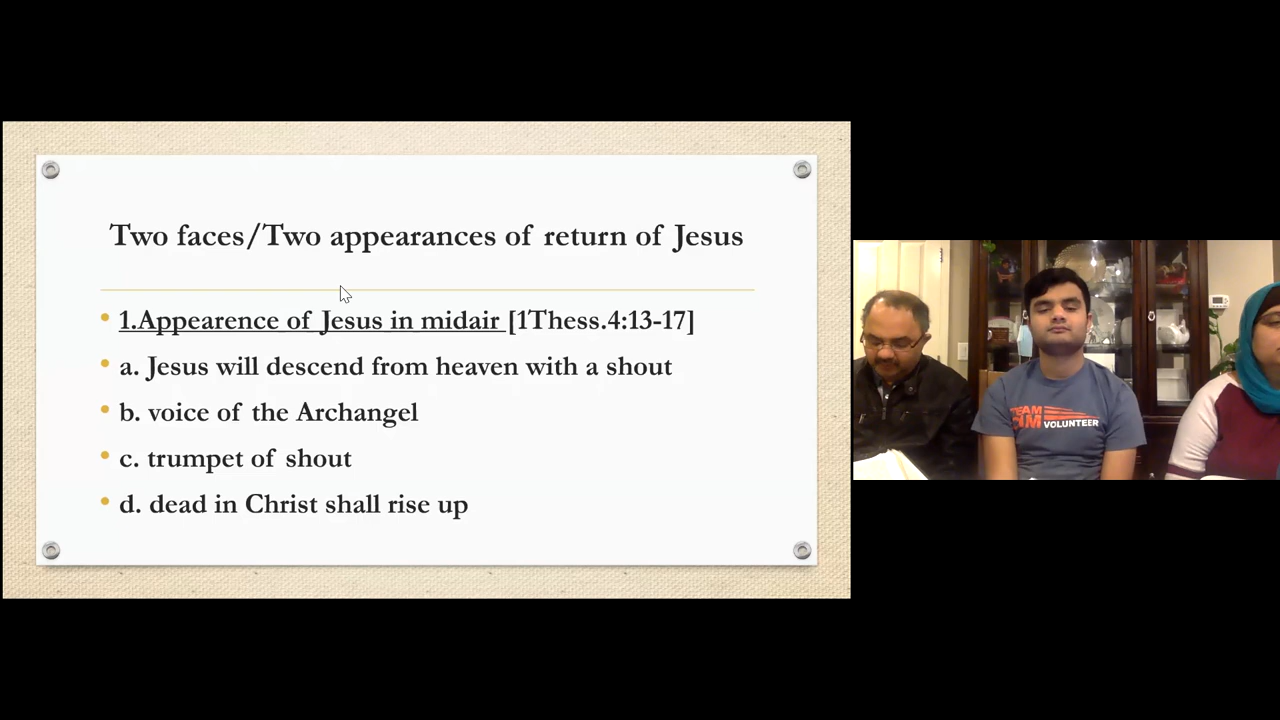 Two faces/Two appearances of return of Jesus
1.Appearence of Jesus in midair [1Thess.4:13-17]
a. Jesus will descend from heaven with a shout
b. voice of the Archangel
c. trumpet of shout
d. dead in Christ shall rise up
TEAM
VOLUNTEER